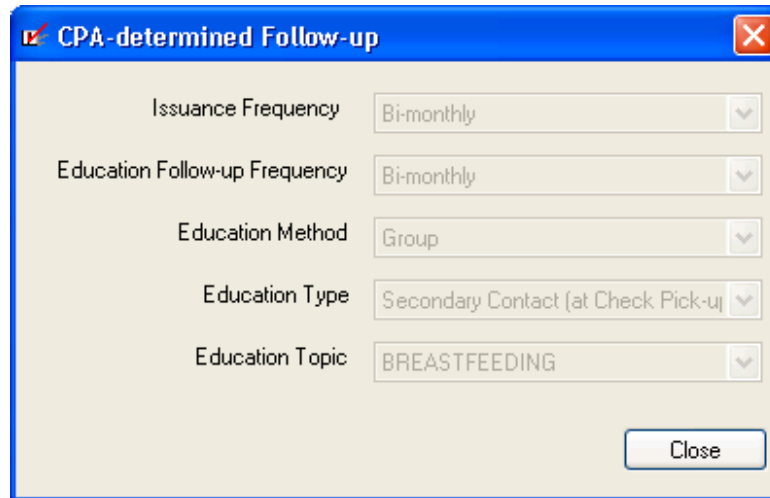 CPA-determined Follow-up
Issuance Frequency Bi-monthly
Education Follow-up Frequency Bi-monthly
Education Method Group
Education Type Secondary Contact (at Check Pick-up
Education Topic BREASTFEEDING
Close